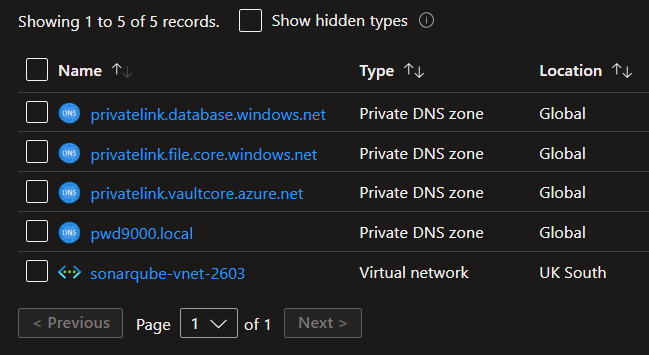 Showing 1 to 5 of 5 records. Show hidden types
Name ↑↓ Type ↑↓ Location ↑↓
DNS privatelink.database.windows.net Private DNS zone Global
DNS privatelink.file.core.windows.net Private DNS zone Global
DNS privatelink.vaultcore.azure.net Private DNS zone Global
DNS pwd9000.local Private DNS zone Global
sonarqube-vnet-2603 Virtual network UK South
< Previous Page 1 of 1 Next >